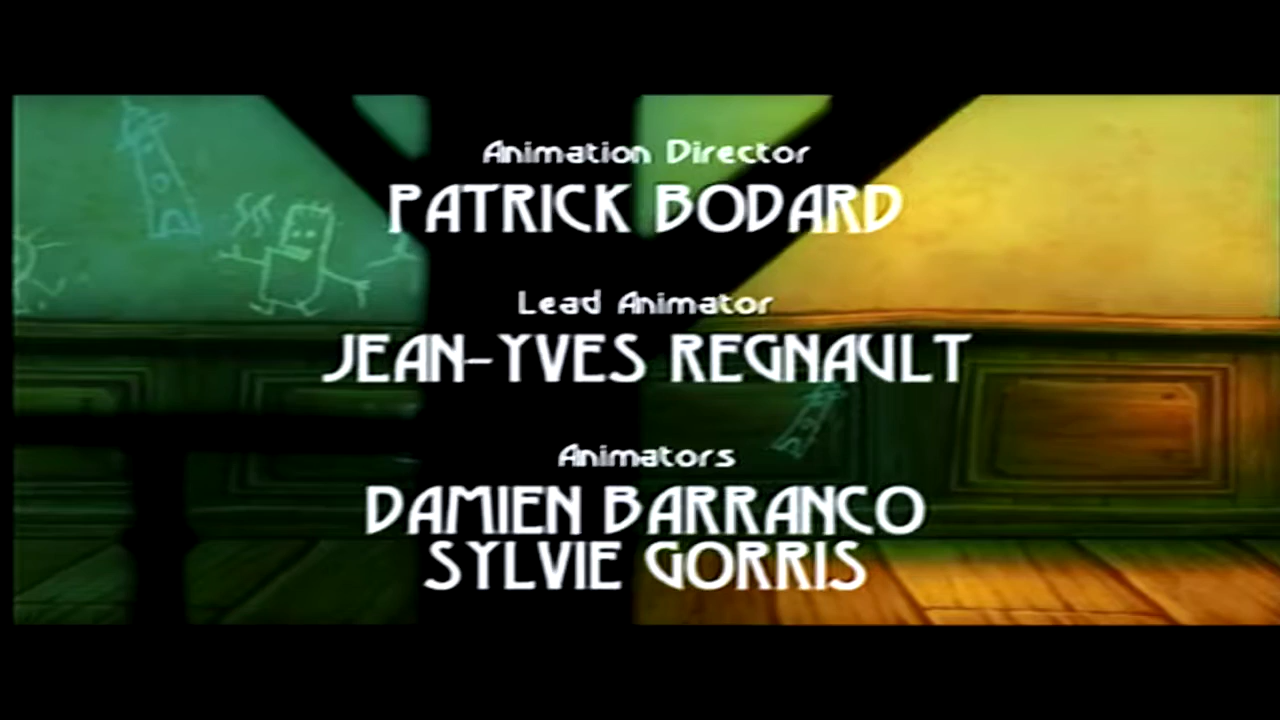 Animation Director
PATRICK BODARD
Lead Animator
JEAN-YVES REGNAULT
Animators
DAMIEN BARRANCO
SYLVIE GORRIS